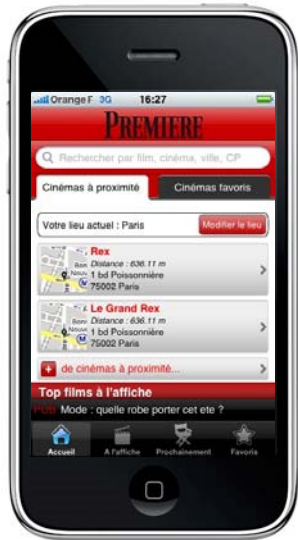 Orange F 3G 16:27
PREMIERE
Rechercher par film, cinéma, ville, CP
Cinémas à proximité Cinémas favoris
Votre lieu actuel : Paris Modifier le lieu
Rex
Distance : 636.11 m
1 bd Poissonnière
75002 Paris
Le Grand Rex
Distance : 636.11 m
1 bd Poissonnière
75002 Paris
+ de cinémas à proximité...
Top films à l'affiche
PUB Mode : quelle robe porter cet ete ?
Accueil A l'affiche Prochainement Favoris